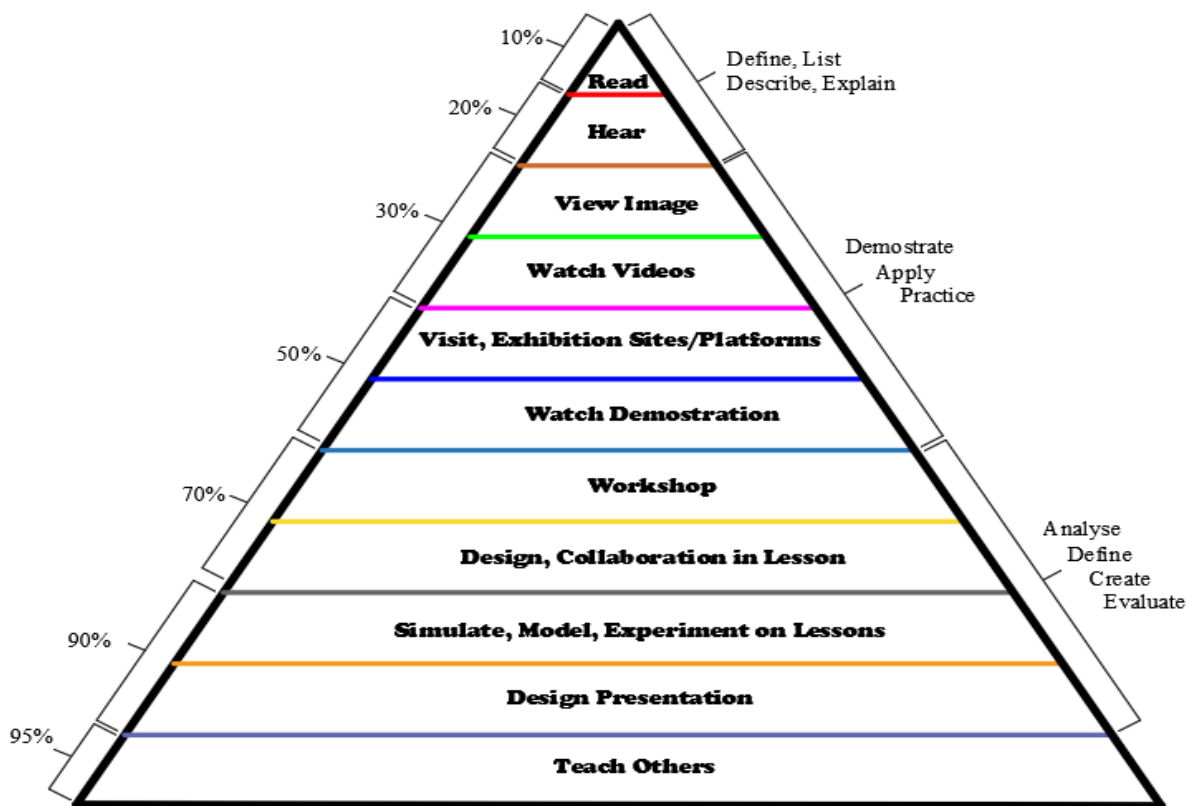 10%
Define, List
Describe, Explain
Read
20%
Hear
View Image
30%
Demostrate
Apply
Practice
Watch Videos
Visit, Exhibition Sites/Platforms
50%
Watch Demostration
Workshop
70%
Analyse
Define
Create
Evaluate
Design, Collaboration in Lesson
Simulate, Model, Experiment on Lessons
90%
Design Presentation
95%
Teach Others